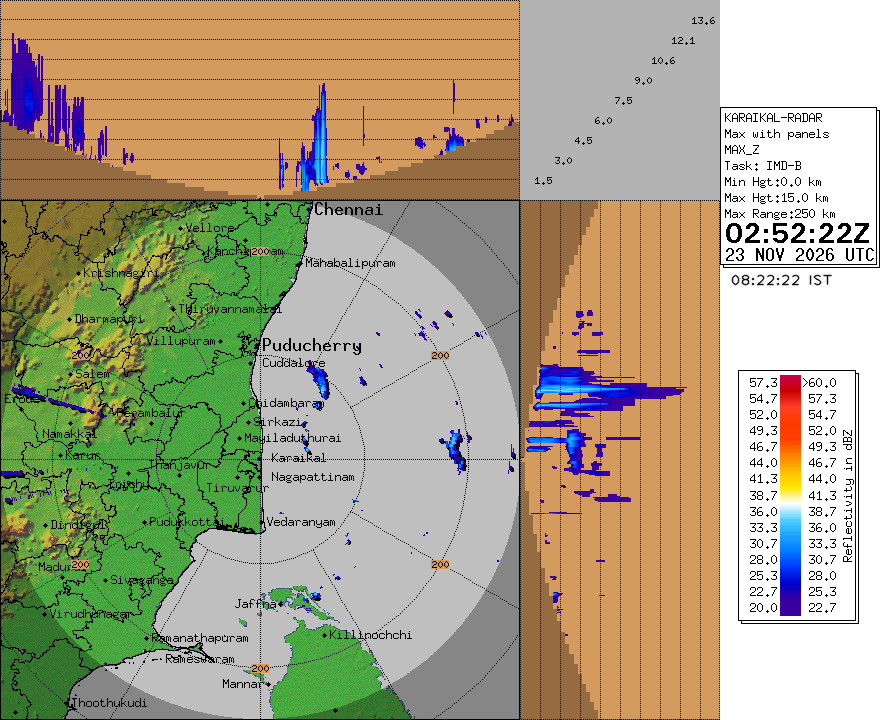 13.6
12.1
10.6
9.0
7.5
6.0
4.5
3.0
1.5
KARAIKAL-RADAR
Max with panels
MAX_Z
Task: IMD-B
Min Hgt:0.0 km
Max Hgt:15.0 km
Max Range:250 km
02:52:22Z
23 NOV 2026 UTC
08:22:22 IST
Chennai
Vellore
200
Mahabalipuram
Krishnagiri
Thiruvannamalai
Dharmapuri
Villupuram
Puducherry
200
200
Cuddalore
Salem
Erode
Chidambaram
Perambalur
Sirkazi
Namakkal
Mayiladuthurai
Karur
Karaikal
Thanjavur
Nagapattinam
Tiruvarur
Pudukkottai
Vedaranyam
Dindigul
200
200
Sivaganga
Jaffna
Virudhunagar
Killinochchi
Ramanathapuram
Rameswaram
200
Mannar
Thoothukudi
57.3 >60.0
54.7 57.3
52.0 54.7
49.3 52.0
46.7 49.3
44.0 46.7
41.3 44.0
38.7 41.3
36.0 38.7
33.3 36.0
30.7 33.3
28.0 30.7
25.3 28.0
22.7 25.3
20.0 22.7
Reflectivity in dBZ